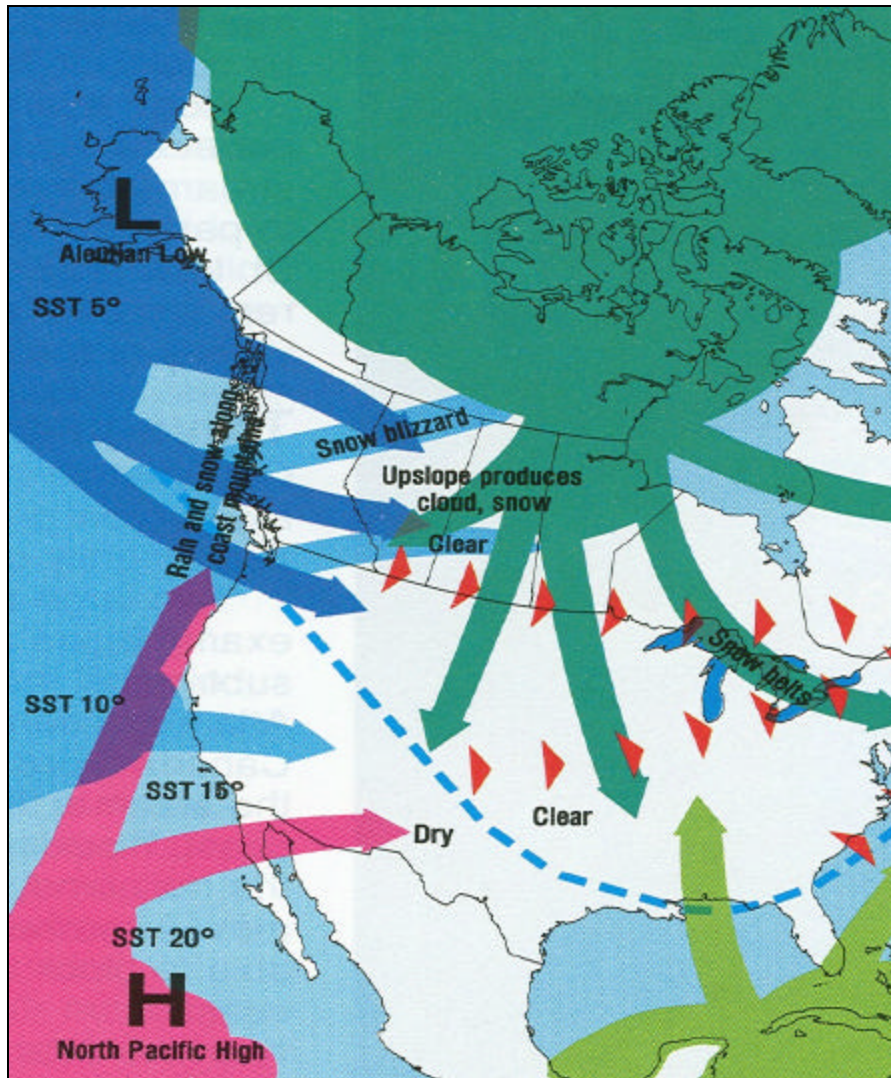 L
Aleutian Low
SST 5°
Rain and snow along
coast mountains
Snow blizzard
Upslope produces
cloud, snow
Clear
Snow belts
SST 10°
SST 15°
Dry
Clear
SST 20°
H
North Pacific High